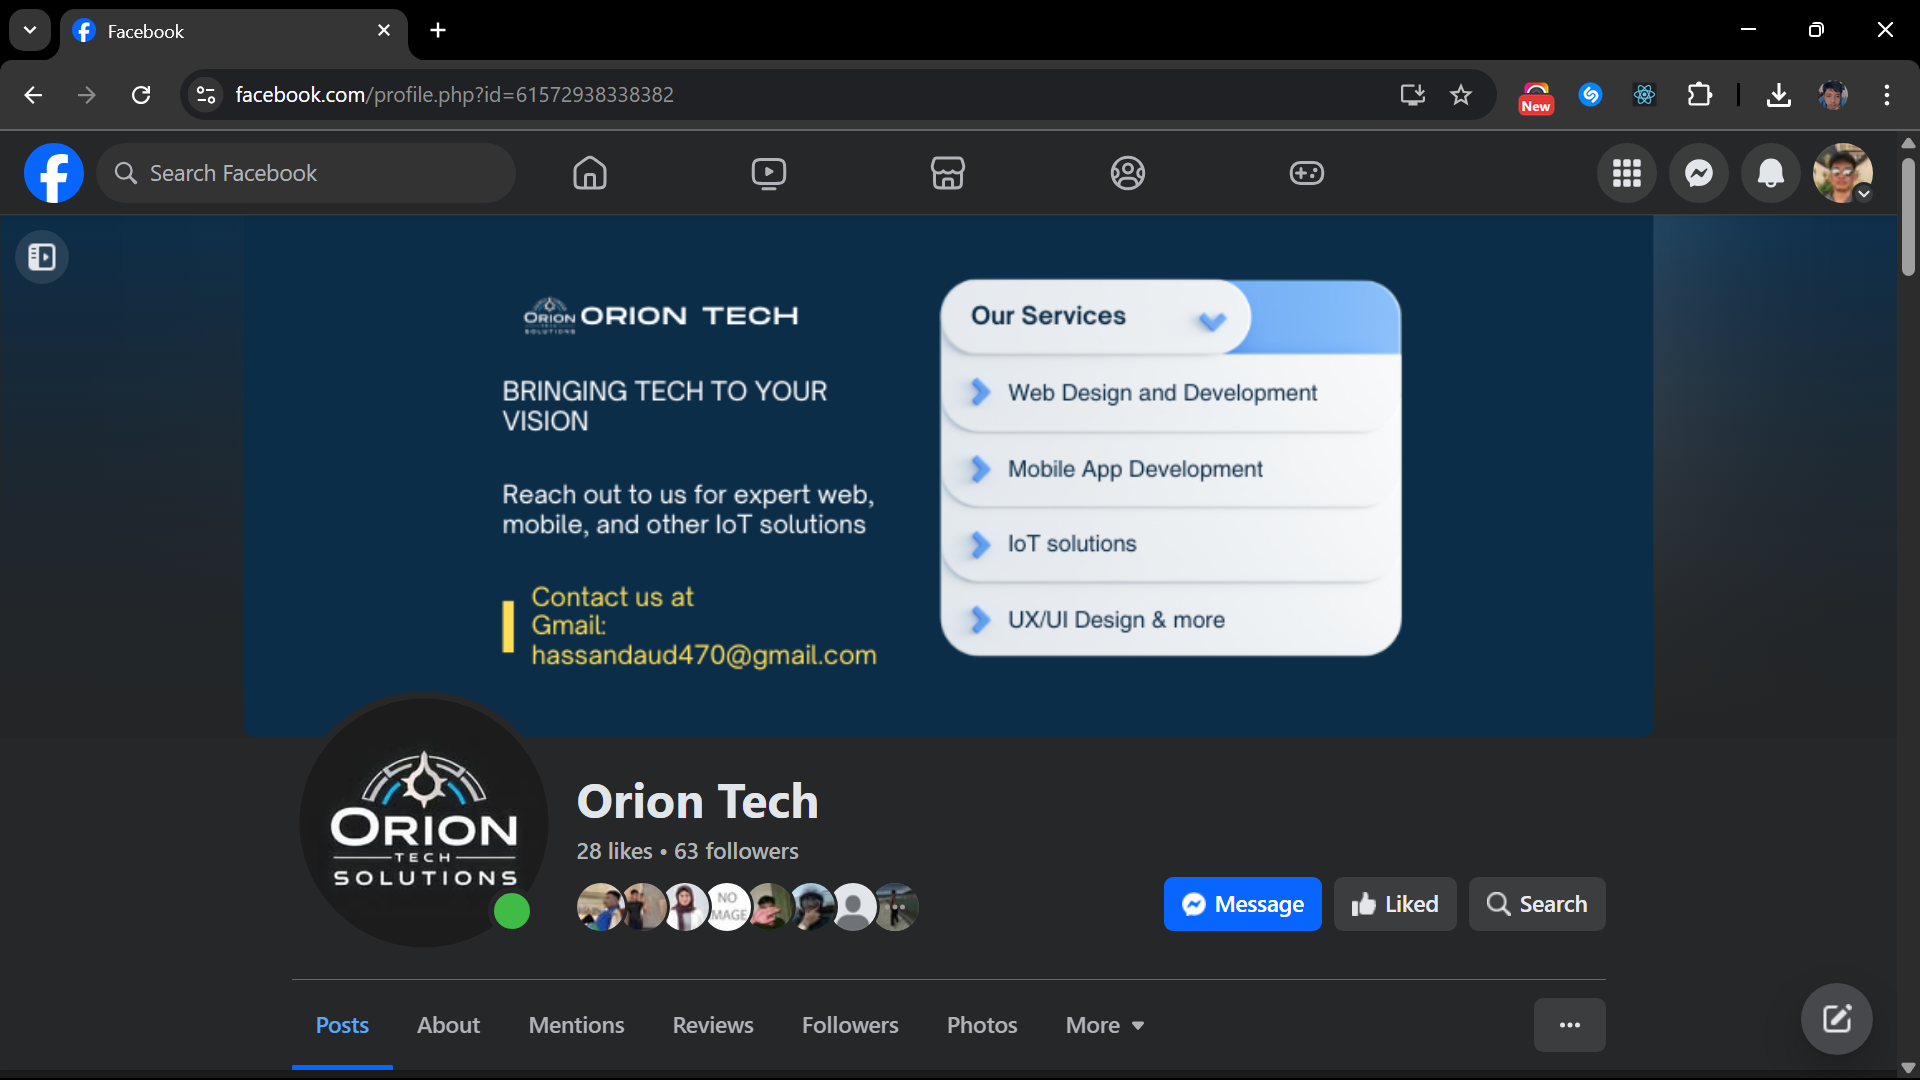 Facebook
facebook.com/profile.php?id=61572938338382
New
Search Facebook
ORION
ORION TECH
BRINGING TECH TO YOUR
VISION
Reach out to us for expert web,
mobile, and other IoT solutions
Contact us at
Gmail:
hassandaud470@gmail.com
Our Services
Web Design and Development
Mobile App Development
IoT solutions
UX/UI Design & more
ORION
TECH
SOLUTIONS
Orion Tech
28 likes • 63 followers
NO
IMAGE
Message
Liked
Search
Posts
About
Mentions
Reviews
Followers
Photos
More